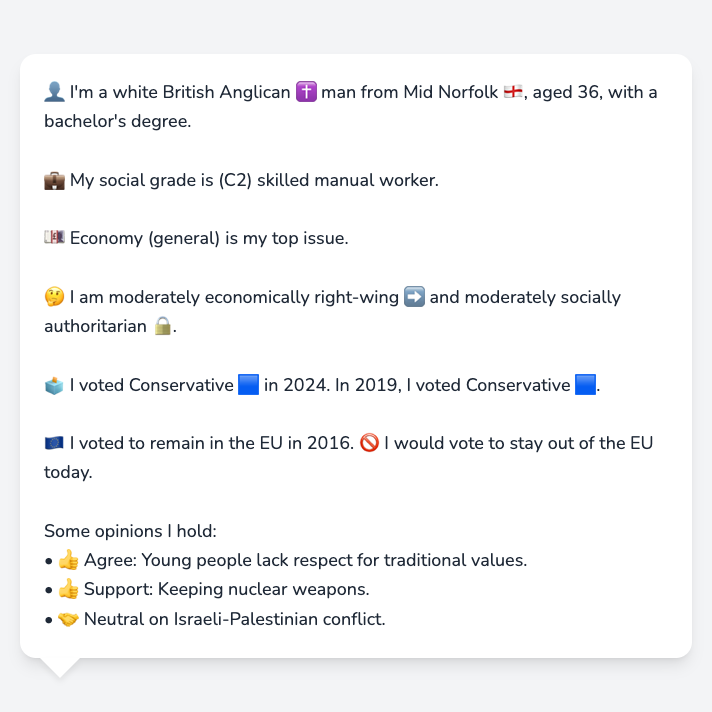 👤 I'm a white British Anglican ✝️ man from Mid Norfolk 🏴󠁧󠁢󠁥󠁮󠁧󠁿, aged 36, with a
bachelor's degree.
💼 My social grade is (C2) skilled manual worker.
💷 Economy (general) is my top issue.
🤔 I am moderately economically right-wing ➡️ and moderately socially
authoritarian 🔒.
🗳️ I voted Conservative 🟦 in 2024. In 2019, I voted Conservative 🟦.
🇪🇺 I voted to remain in the EU in 2016. 🚫 I would vote to stay out of the EU
today.
Some opinions I hold:
• 👍 Agree: Young people lack respect for traditional values.
• 👍 Support: Keeping nuclear weapons.
• 🤝 Neutral on Israeli-Palestinian conflict.